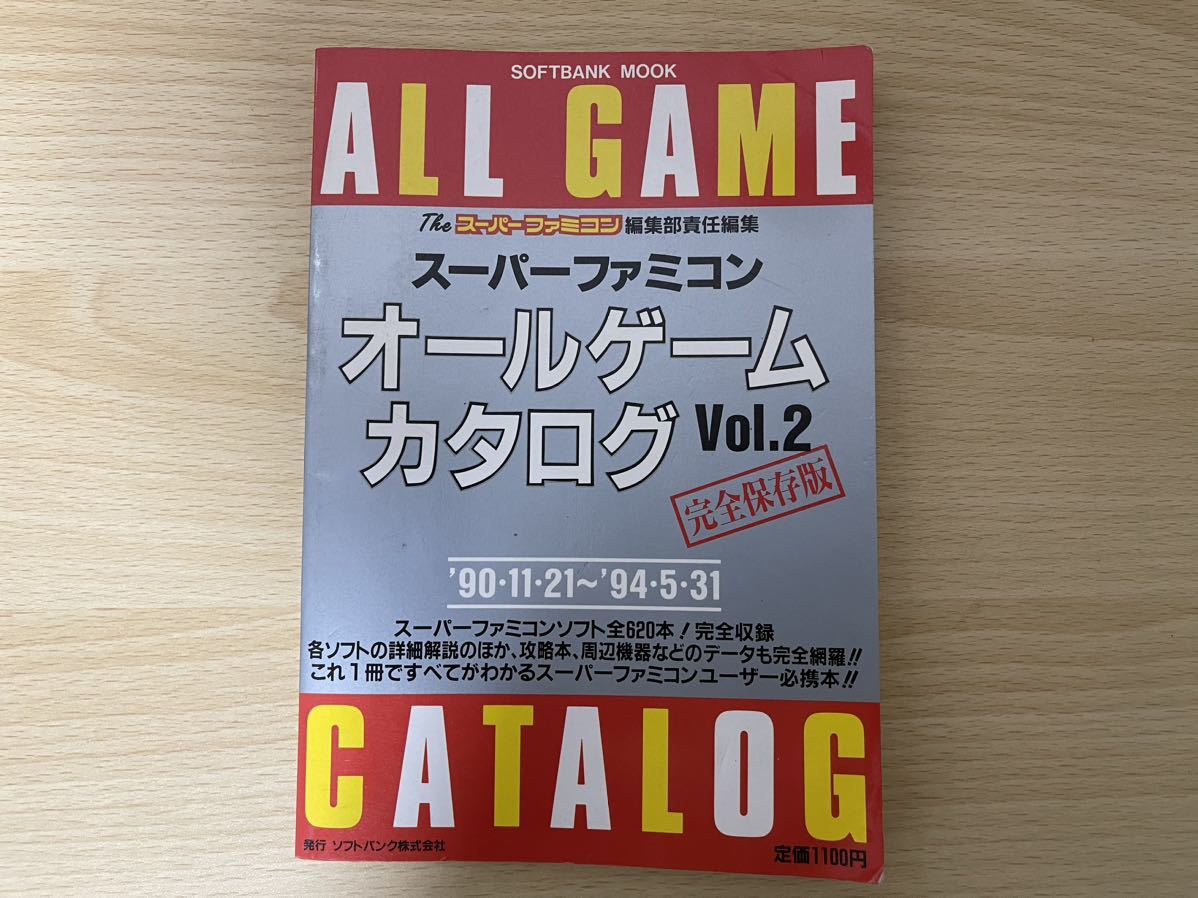 SOFTBANK MOOK
ALL GAME
The スーパーファミコン 編集部責任編集
スーパーファミコン
オールゲーム
カタログ Vol.2
完全保存版
'90・11・21〜'94・5・31
スーパーファミコンソフト全620本！完全収録
各ソフトの詳細解説のほか、攻略本、周辺機器などのデータも完全網羅!!
これ1冊ですべてがわかるスーパーファミコンユーザー必携本!!
CATALOG
発行 ソフトバンク株式会社
定価1100円